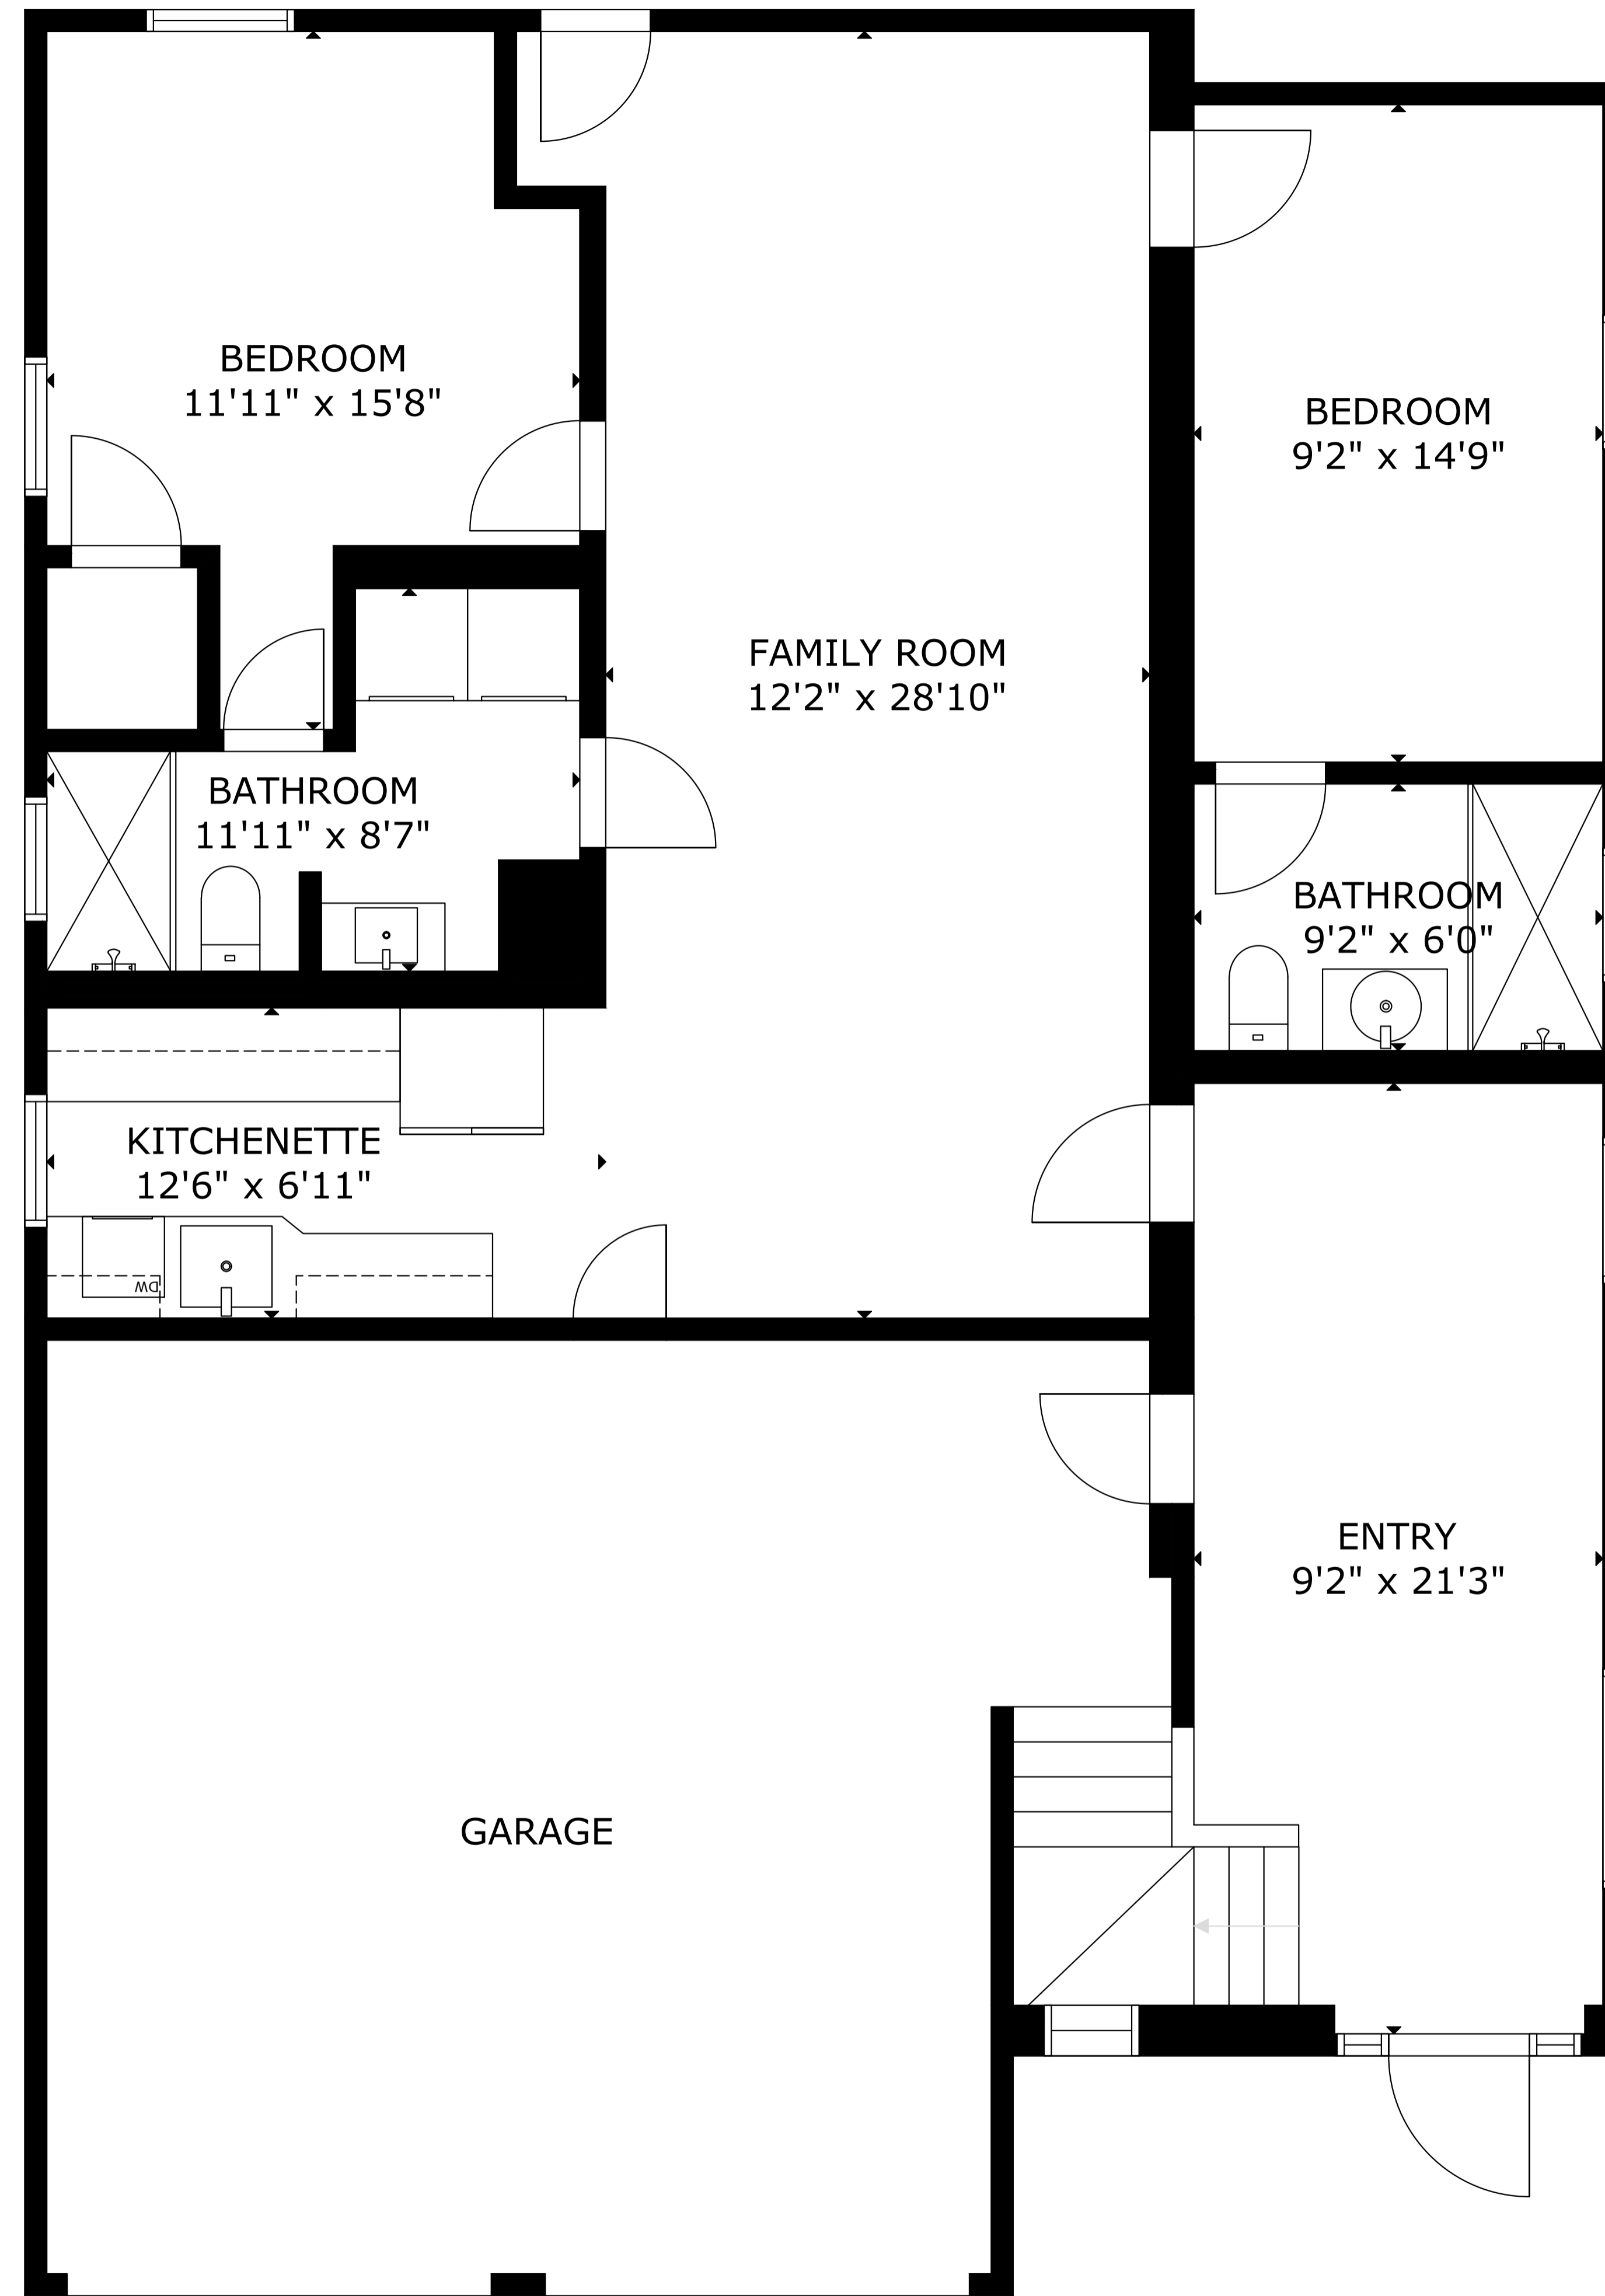 BEDROOM
11'11" x 15'8"
BEDROOM
9'2" x 14'9"
FAMILY ROOM
12'2" x 28'10"
BATHROOM
11'11" x 8'7"
BATHROOM
9'2" x 6'0"
KITCHENETTE
12'6" x 6'11"
DW
ENTRY
9'2" x 21'3"
GARAGE